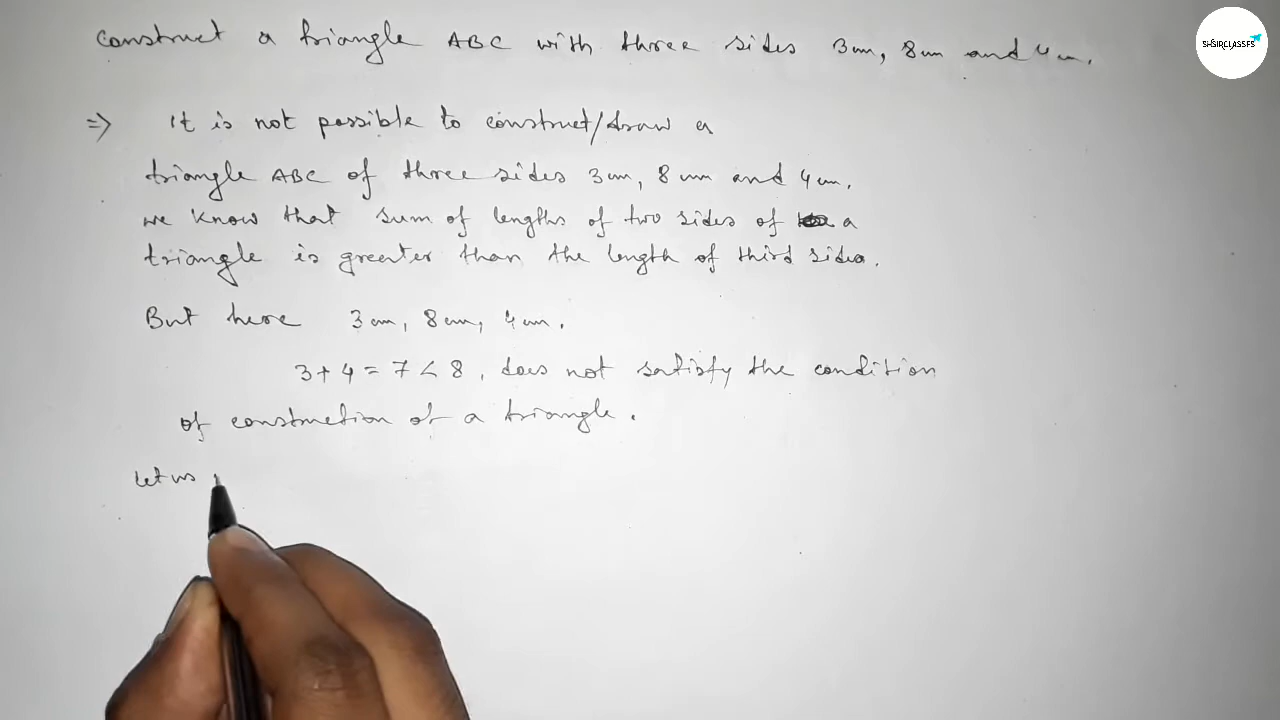 construct a triangle ABC with three sides 3cm, 8cm and 4cm.
SHSIRCLASSES
=> It is not possible to construct/draw a
triangle ABC of three sides 3cm, 8cm and 4cm.
we know that sum of lengths of two sides of a
triangle is greater than the length of third sides.
But here 3cm, 8cm, 4cm.
3+4=7<8, does not satisfy the condition
of construction of a triangle.
Let us